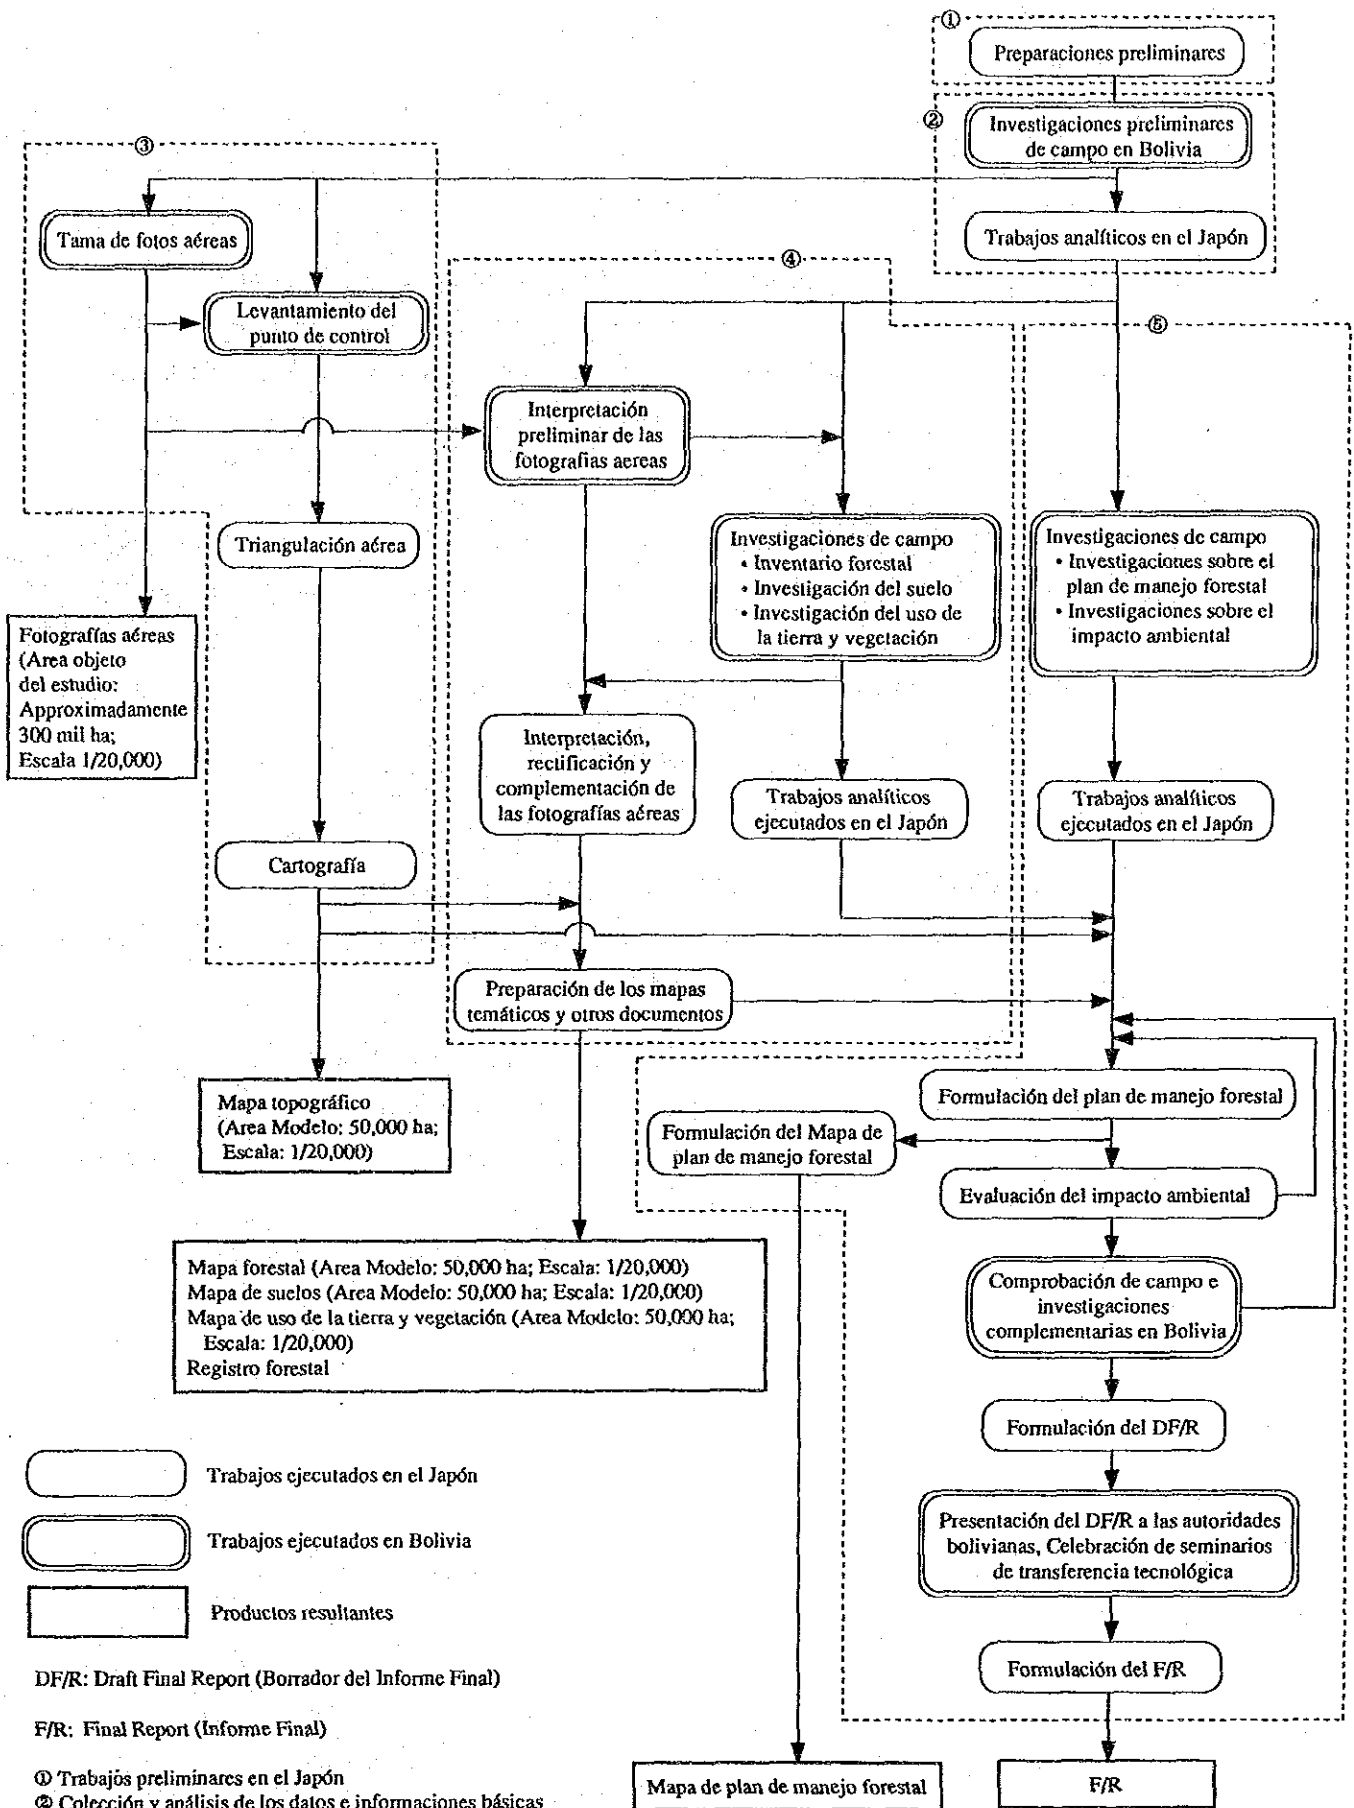 ①
Preparaciones preliminares
②
Investigaciones preliminares
de campo en Bolivia
Trabajos analíticos en el Japón
③
Tama de fotos aéreas
Levantamiento del
punto de control
Triangulación aérea
Cartografía
Fotografías aéreas
(Area objeto
del estudio:
Approximadamente
300 mil ha;
Escala 1/20,000)
Mapa topográfico
(Area Modelo: 50,000 ha;
Escala: 1/20,000)
④
Interpretación
preliminar de las
fotografias aereas
Investigaciones de campo
• Inventario forestal
• Investigación del suelo
• Investigación del uso de
la tierra y vegetación
Interpretación,
rectificación y
complementación de
las fotografías aéreas
Trabajos analíticos
ejecutados en el Japón
Preparación de los mapas
temáticos y otros documentos
Mapa forestal (Area Modelo: 50,000 ha; Escala: 1/20,000)
Mapa de suelos (Area Modelo: 50,000 ha; Escala: 1/20,000)
Mapa de uso de la tierra y vegetación (Area Modelo: 50,000 ha;
Escala: 1/20,000)
Registro forestal
⑤
Investigaciones de campo
• Investigaciones sobre el
plan de manejo forestal
• Investigaciones sobre el
impacto ambiental
Trabajos analíticos
ejecutados en el Japón
Formulación del plan de manejo forestal
Formulación del Mapa de
plan de manejo forestal
Evaluación del impacto ambiental
Comprobación de campo e
investigaciones
complementarias en Bolivia
Formulación del DF/R
Presentación del DF/R a las autoridades
bolivianas, Celebración de seminarios
de transferencia tecnológica
Formulación del F/R
Mapa de plan de manejo forestal
F/R
Trabajos ejecutados en el Japón
Trabajos ejecutados en Bolivia
Productos resultantes
DF/R: Draft Final Report (Borrador del Informe Final)
F/R: Final Report (Informe Final)
① Trabajos preliminares en el Japón
② Colección y análisis de los datos e informaciones básicas